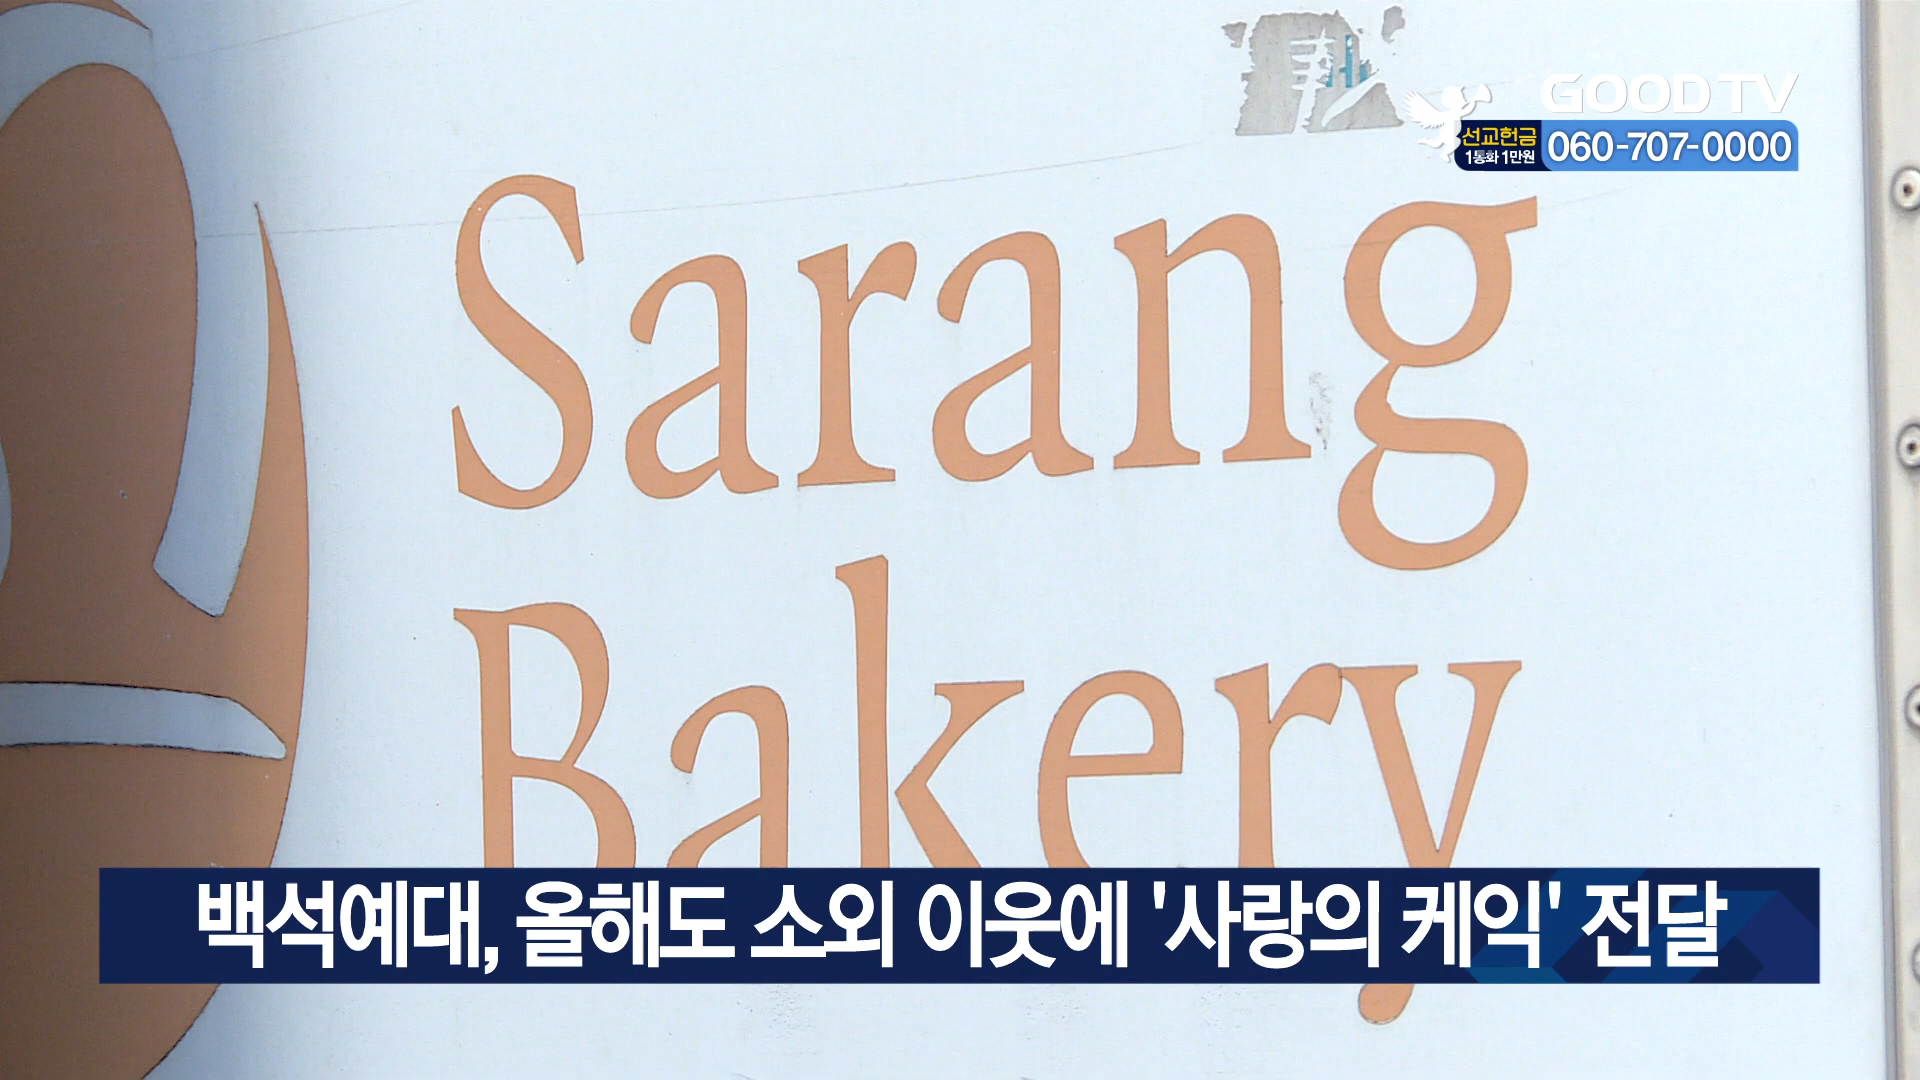 GOODTV
선교헌금
1통화 1만원
060-707-0000
Sarang
Bakery
백석예대, 올해도 소외 이웃에 '사랑의 케익' 전달